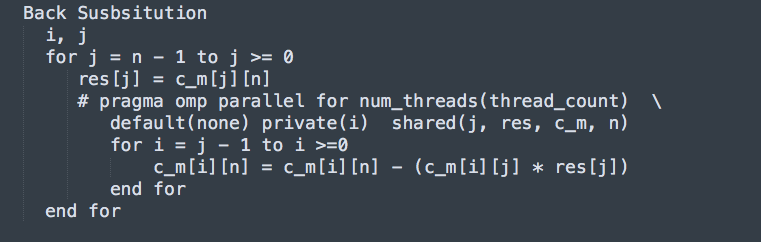 Back Susbsitution
i, j
for j = n - 1 to j >= 0
res[j] = c_m[j][n]
# pragma omp parallel for num_threads(thread_count)  \
default(none) private(i)  shared(j, res, c_m, n)
for i = j - 1 to i >=0
c_m[i][n] = c_m[i][n] - (c_m[i][j] * res[j])
end for
end for